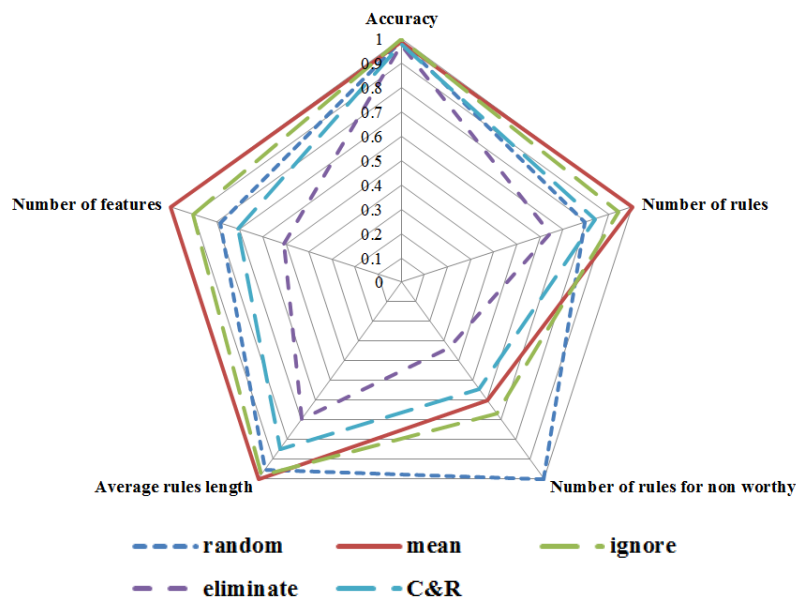 Accuracy
1
0,9
0.8
0.7
0.6
0.5
0.4
0.3
0.2
0.1
0
Number of features
Number of rules
Average rules length
Number of rules for non worthy
random
mean
ignore
eliminate
C&R